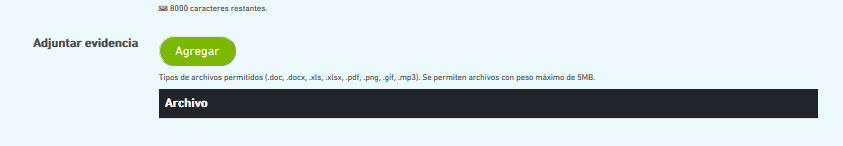 8000 caracteres restantes.
Adjuntar evidencia
Agregar
Tipos de archivos permitidos (.doc, .docx, .xls, .xlsx, .pdf, .png, .gif, .mp3). Se permiten archivos con peso máximo de 5MB.
Archivo